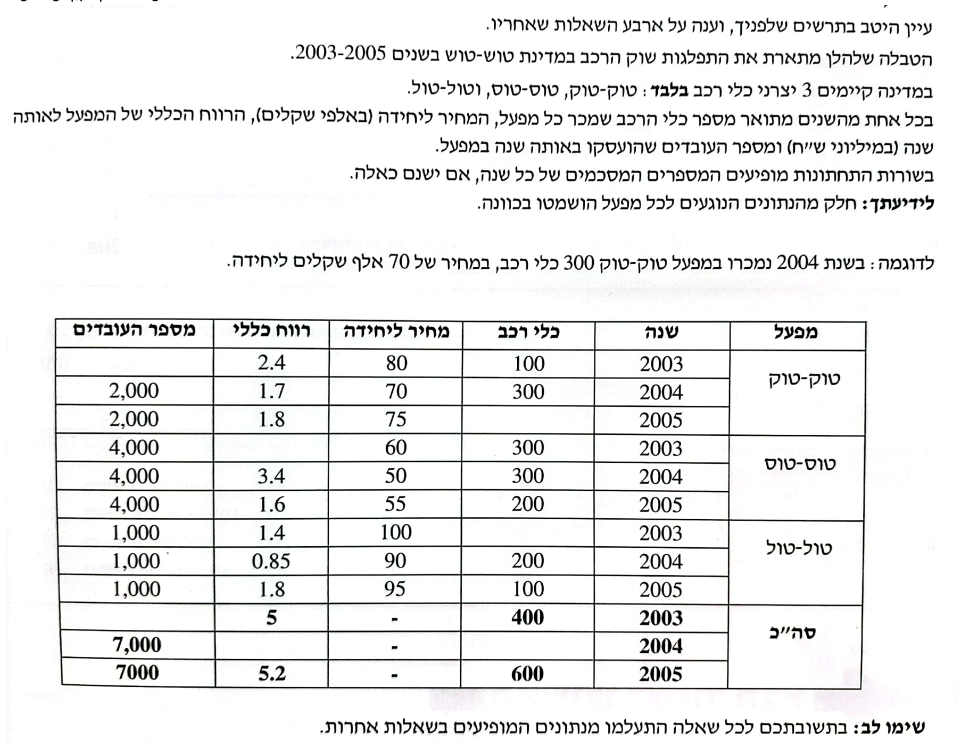 עיין היטב בתרשים שלפניך, וענה על ארבע השאלות שאחריו.
הטבלה שלהלן מתארת את התפלגות שוק הרכב במדינת טוש-טוש בשנים 2003-2005.
במדינה קיימים 3 יצרני כלי רכב בלבד: טוק-טוק, טוס-טוס, וטול-טול.
בכל אחת מהשנים מתואר מספר כלי הרכב שמכר כל מפעל, המחיר ליחידה (באלפי שקלים), הרווח הכללי של המפעל לאותה
שנה (במיליוני ש״ח) ומספר העובדים שהועסקו באותה שנה במפעל.
בשורות התחתונות מופיעים המספרים המסכמים של כל שנה, אם ישנם כאלה.
לידיעתך: חלק מהנתונים הנוגעים לכל מפעל הושמטו בכוונה.
לדוגמה: בשנת 2004 נמכרו במפעל טוק-טוק 300 כלי רכב, במחיר של 70 אלף שקלים ליחידה.
מפעל שנה כלי רכב מחיר ליחידה רווח כללי מספר העובדים
טוק-טוק 2003 100 80 2.4
2004 300 70 1.7 2,000
2005 75 1.8 2,000
טוס-טוס 2003 300 60 4,000
2004 300 50 3.4 4,000
2005 200 55 1.6 4,000
טול-טול 2003 100 1.4 1,000
2004 200 90 0.85 1,000
2005 100 95 1.8 1,000
סה״כ 2003 400 - 5
2004 - 7,000
2005 600 - 5.2 7000
שימו לב: בתשובתכם לכל שאלה התעלמו מנתונים המופיעים בשאלות אחרות.